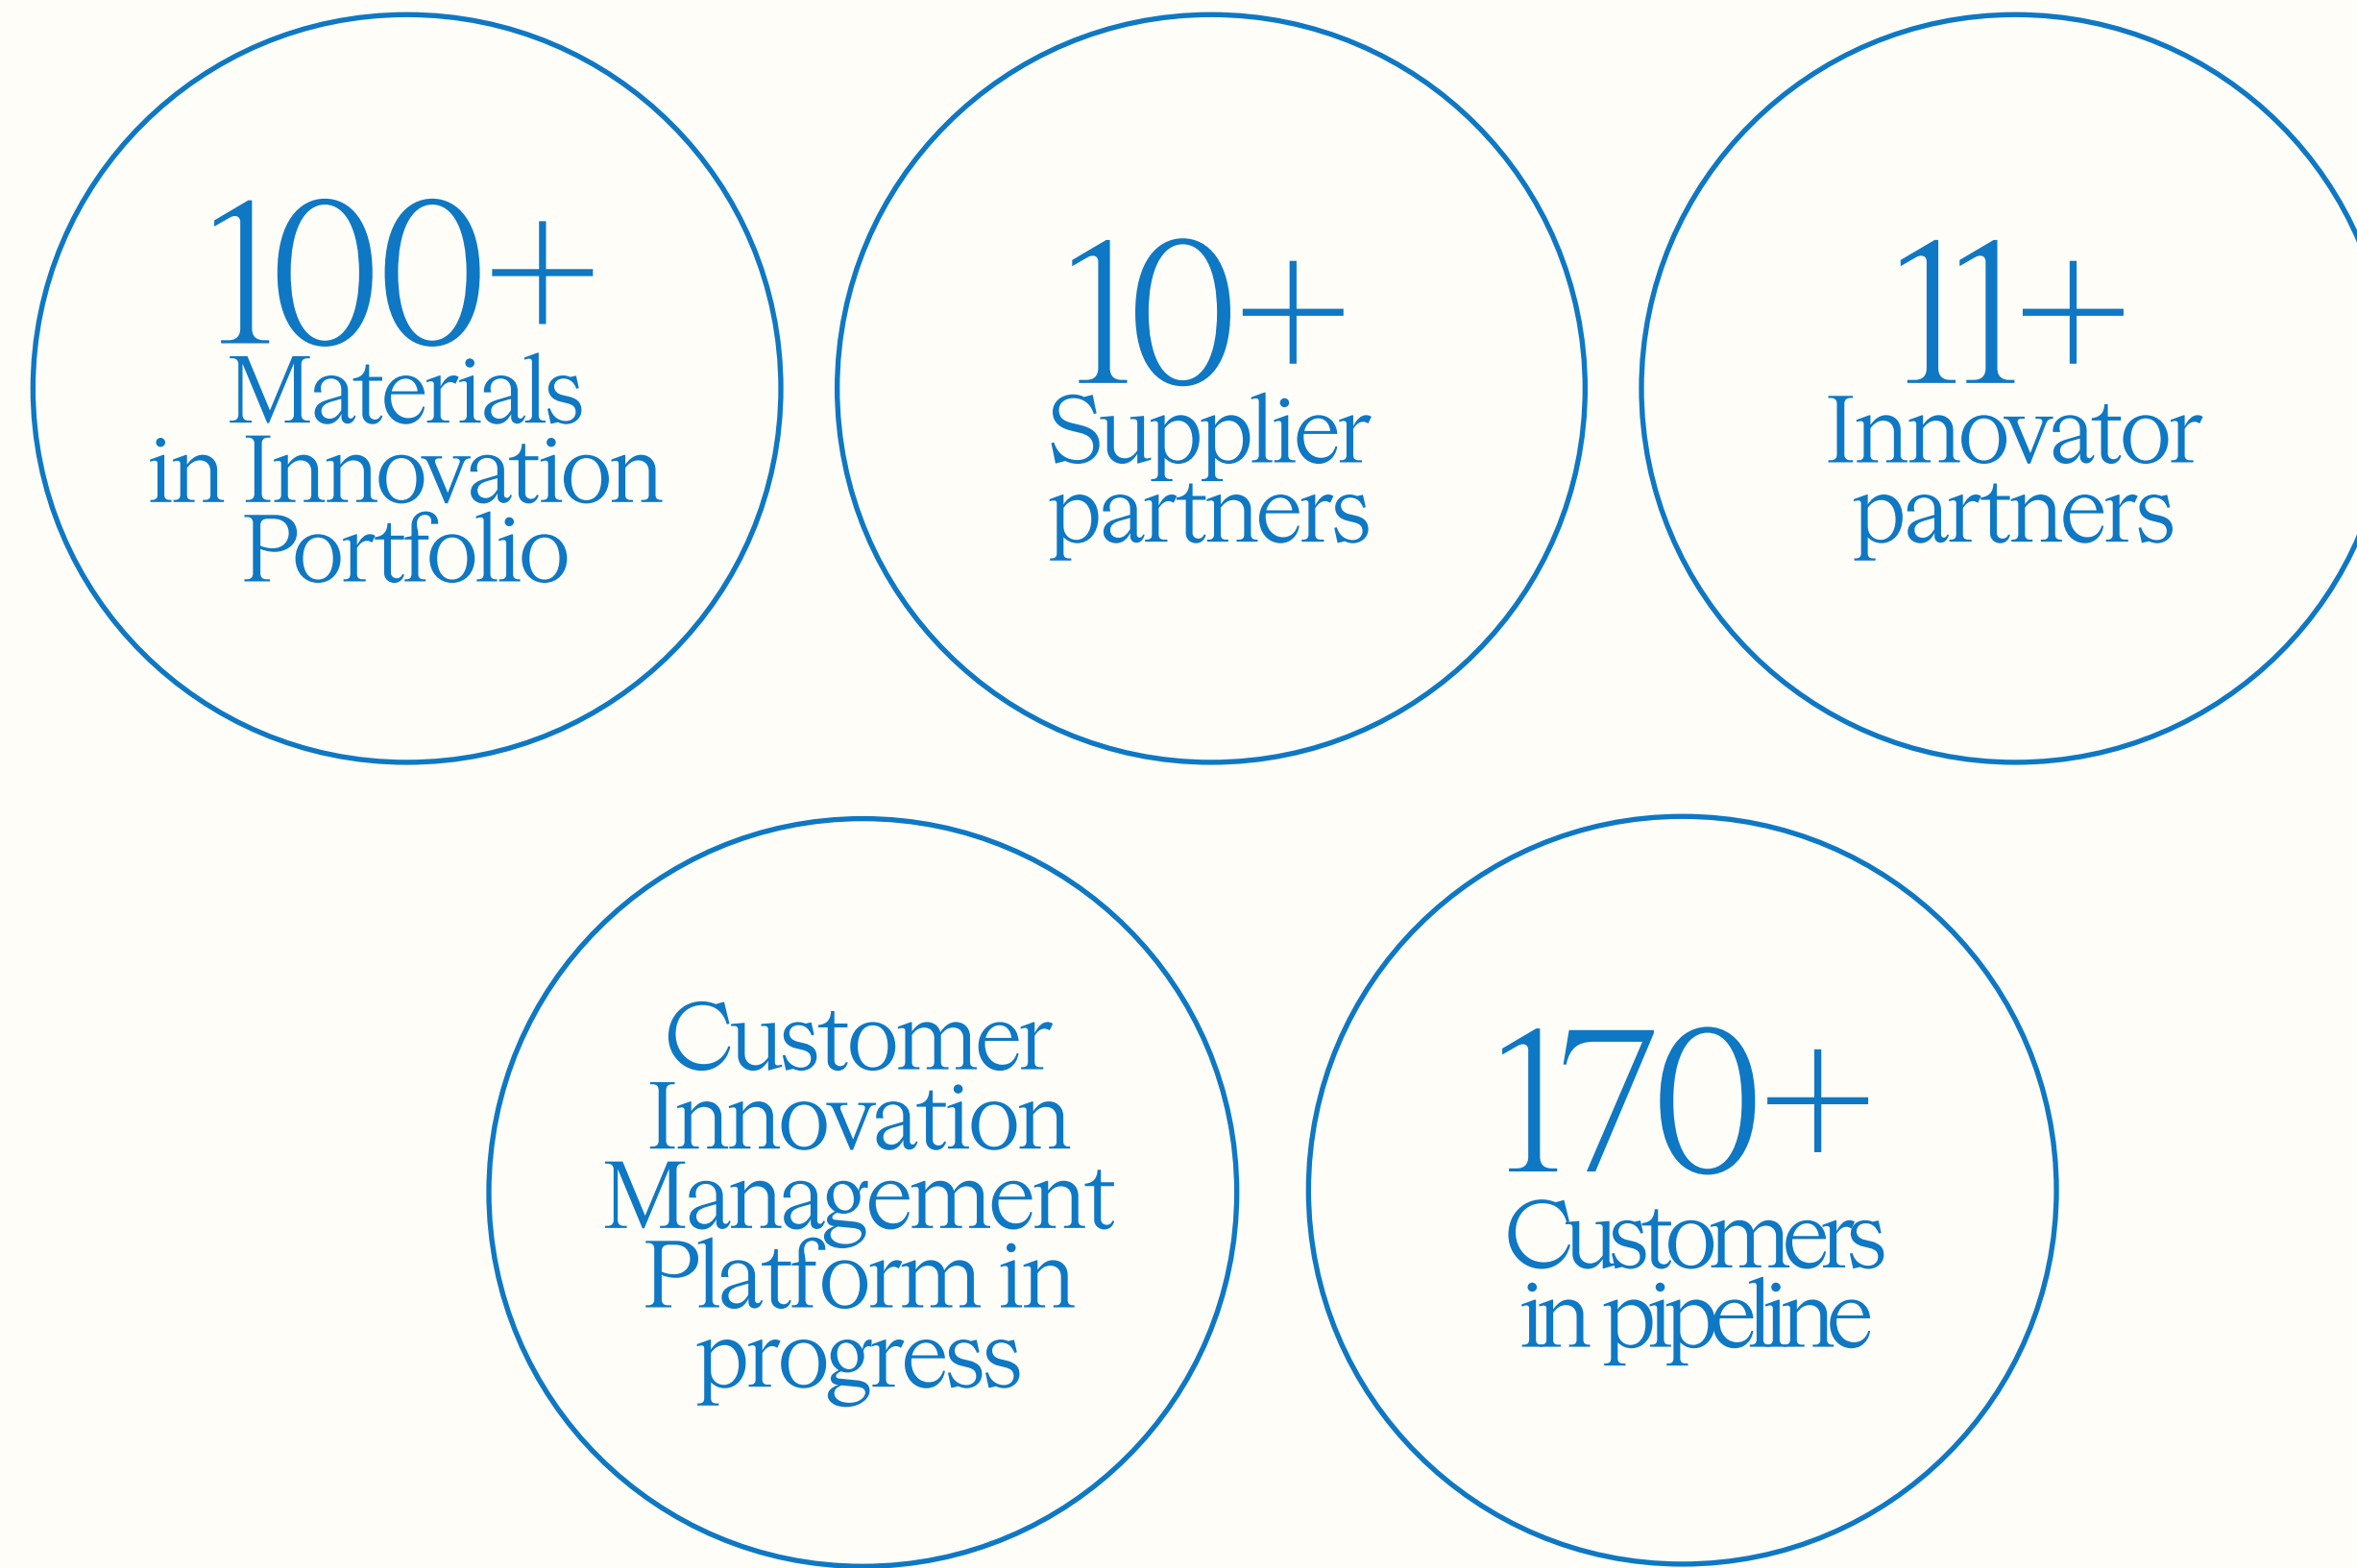 100+
Materials
in Innovation
Portfolio
10+
Supplier
partners
11+
Innovator
partners
Customer
Innovation
Management
Platform in
progress
170+
Customers
in pipeline